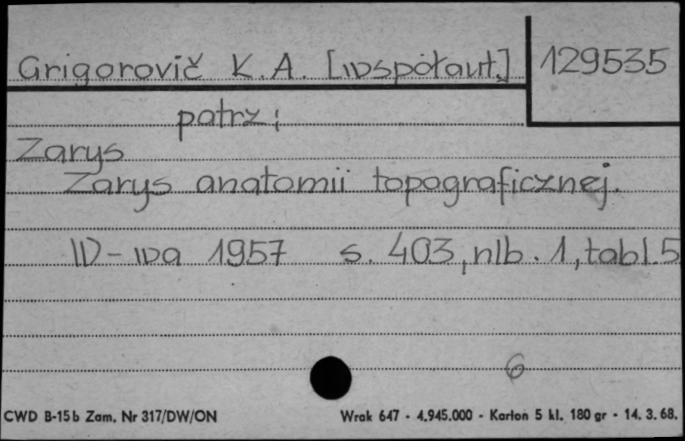 Grigorovič K.A. [współaut.] 129535
patrz:
Zarys
Zarys anatomii topograficznej.
W-wa 1957 s. 403, nlb. 1, tabl. 5
6
CWD B-15b Zam. Nr 317/DW/ON Wrak 647 - 4.945.000 - Karton 5 kl. 180 gr - 14. 3. 68.